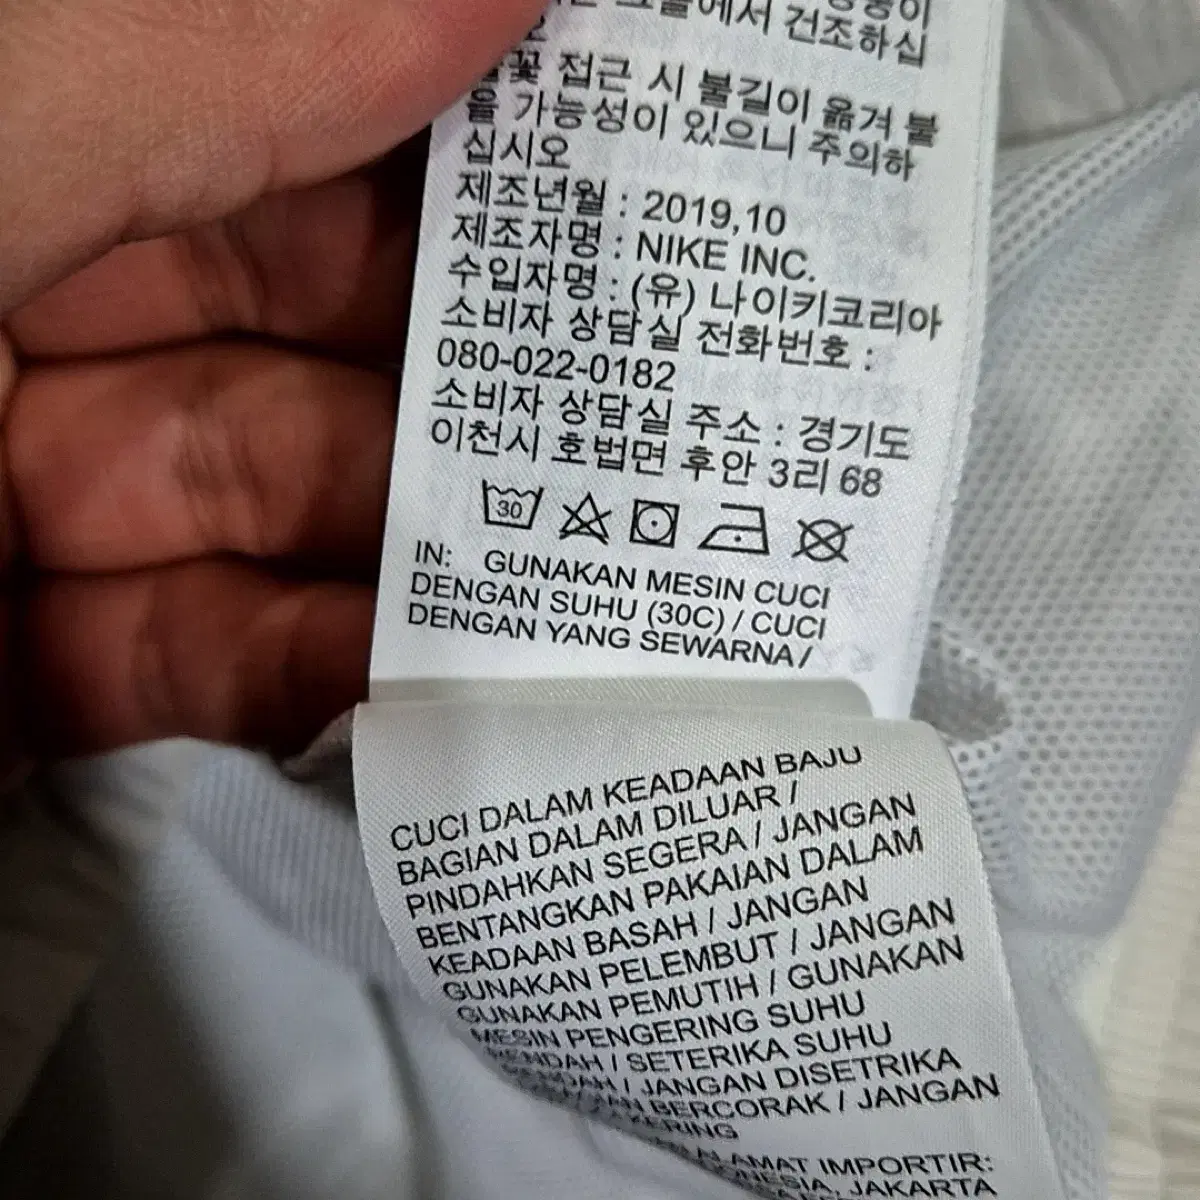 에서 건조하십
접근 시 불길이 옮겨 불
을 가능성이 있으니 주의하
십시오
제조년월 : 2019,10
제조자명 : NIKE INC.
수입자명 : (유) 나이키코리아
소비자 상담실 전화번호 :
080-022-0182
소비자 상담실 주소 : 경기도
이천시 호법면 후안 3리 68
30
IN: GUNAKAN MESIN CUCI
DENGAN SUHU (30C) / CUCI
DENGAN YANG SEWARNA /
CUCI DALAM KEADAAN BAJU
BAGIAN DALAM DILUAR /
PINDAHKAN SEGERA / JANGAN
BENTANGKAN PAKAIAN DALAM
KEADAAN BASAH / JANGAN
GUNAKAN PELEMBUT / JANGAN
GUNAKAN PEMUTIH / GUNAKAN
MESIN PENGERING SUHU
RENDAH / SETERIKA SUHU
/ JANGAN DISETRIKA
BERCORAK / JANGAN
ALAMAT IMPORTIR:
JAKARTA